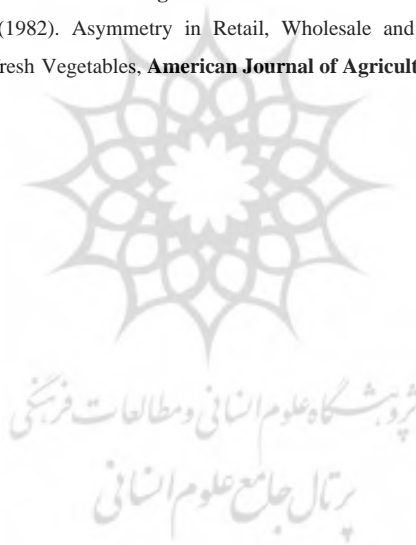 (1982). Asymmetry in Retail, Wholesale and
resh Vegetables, American Journal of Agricult
پژوهشگاه علوم انسانی و مطالعات فرهنگی
پرتال جامع علوم انسانی